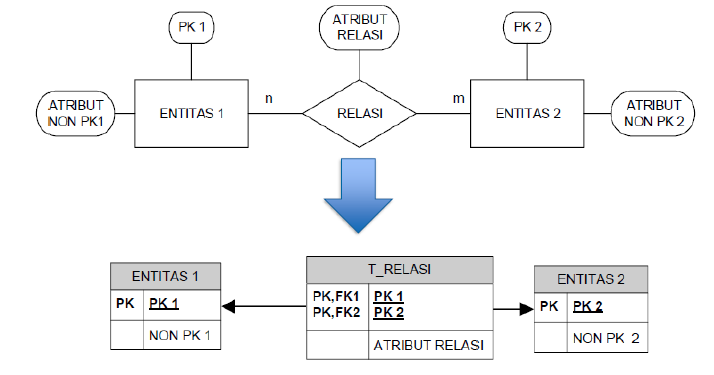 PK 1
ATRIBUT
RELASI
PK 2
ATRIBUT
NON PK1
ENTITAS 1
n
RELASI
m
ENTITAS 2
ATRIBUT
NON PK 2
ENTITAS 1
PK PK 1
NON PK 1
T_RELASI
PK,FK1 PK 1
PK,FK2 PK 2
ATRIBUT RELASI
ENTITAS 2
PK PK 2
NON PK 2